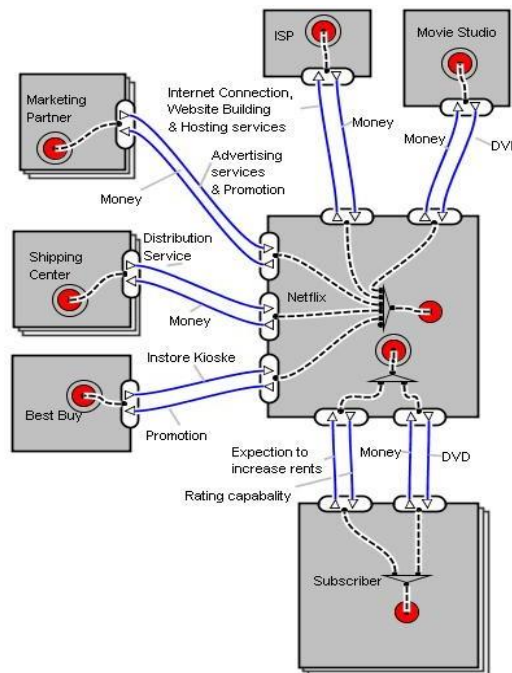 ISP
Movie Studio
Marketing
Partner
Internet Connection,
Website Building
& Hosting services
Money
Money
DVD
Advertising
services
& Promotion
Money
Shipping
Center
Distribution
Service
Netflix
Money
Best Buy
Instore Kioske
Promotion
Expection to
increase rents
Money
DVD
Rating capabality
Subscriber